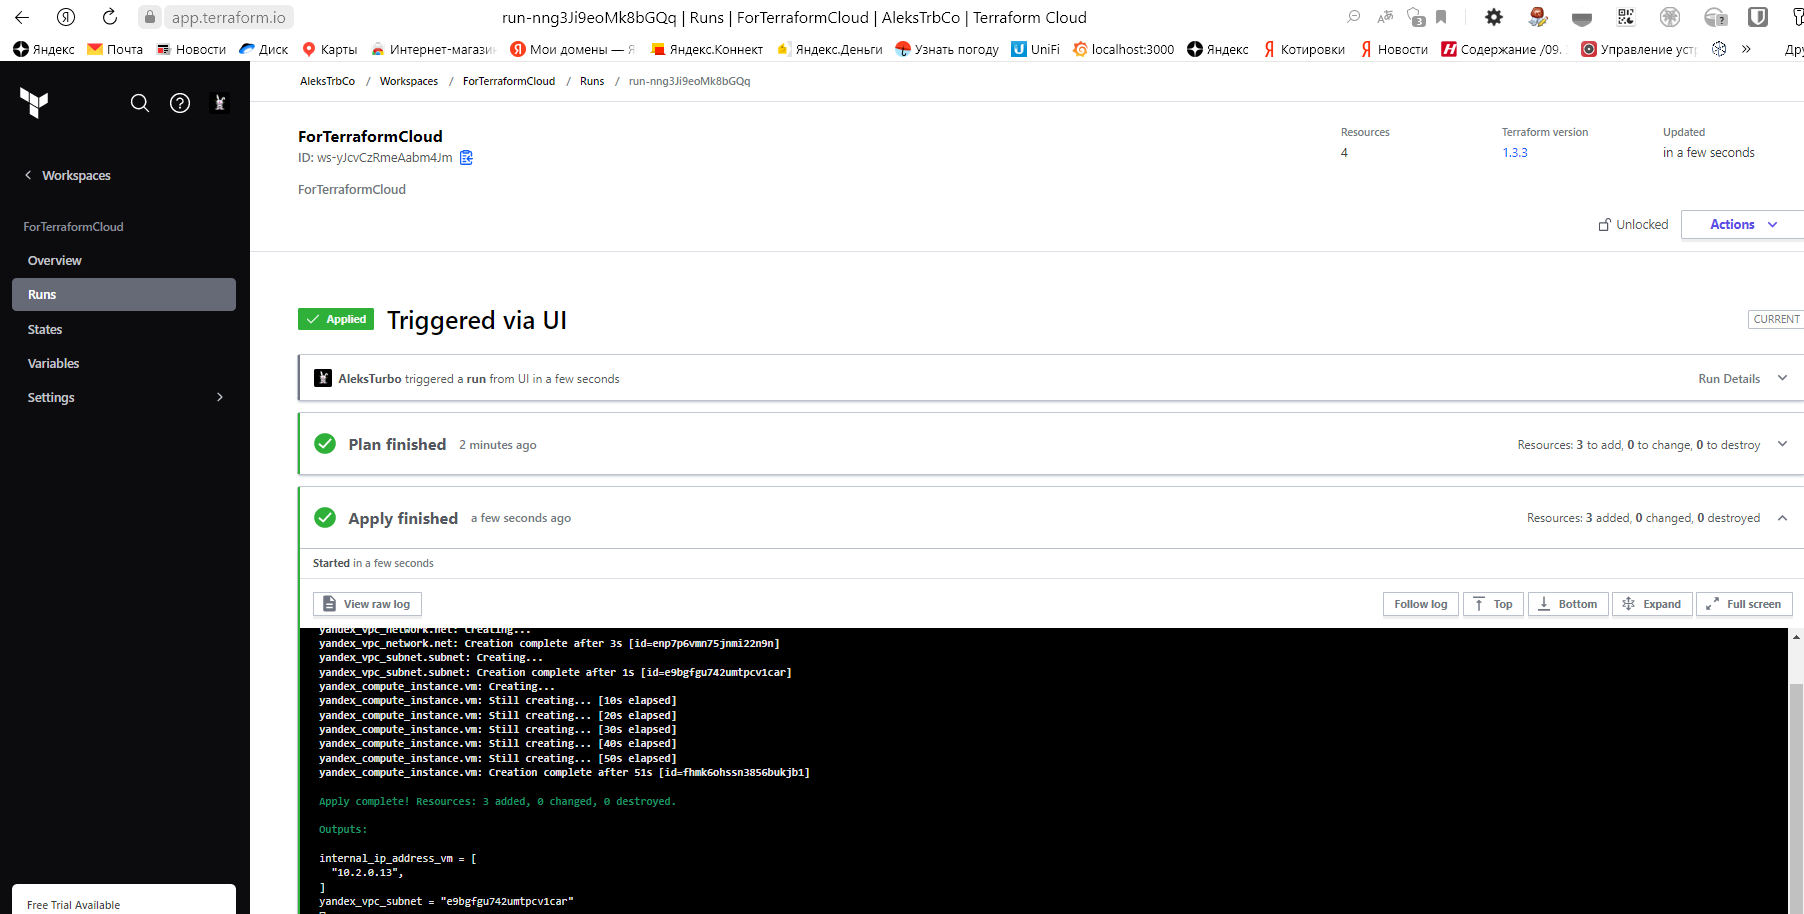 app.terraform.io
run-nng3Ji9eoMk8bGQq | Runs | ForTerraformCloud | AleksTrbCo | Terraform Cloud
Яндекс Почта Новости Диск Карты Интернет-магазин Мои домены — Я Яндекс.Коннект Яндекс.Деньги Узнать погоду UniFi localhost:3000 Яндекс Котировки Новости Содержание /09. Управление уст » Дру
AleksTrbCo / Workspaces / ForTerraformCloud / Runs / run-nng3Ji9eoMk8bGQq
Workspaces
ForTerraformCloud
Overview
Runs
States
Variables
Settings
Free Trial Available
ForTerraformCloud
ID: ws-yJcvCzRmeAabm4Jm
ForTerraformCloud
Resources
4
Terraform version
1.3.3
Updated
in a few seconds
Unlocked
Actions
Applied
Triggered via UI
CURRENT
AleksTurbo triggered a run from UI in a few seconds
Run Details
Plan finished 2 minutes ago
Resources: 3 to add, 0 to change, 0 to destroy
Apply finished a few seconds ago
Resources: 3 added, 0 changed, 0 destroyed
Started in a few seconds
View raw log
Follow log
Top
Bottom
Expand
Full screen
yandex_vpc_network.net: Creating...
yandex_vpc_network.net: Creation complete after 3s [id=enp7p6vmn75jnmi22n9n]
yandex_vpc_subnet.subnet: Creating...
yandex_vpc_subnet.subnet: Creation complete after 1s [id=e9bgfgu742umtpcv1car]
yandex_compute_instance.vm: Creating...
yandex_compute_instance.vm: Still creating... [10s elapsed]
yandex_compute_instance.vm: Still creating... [20s elapsed]
yandex_compute_instance.vm: Still creating... [30s elapsed]
yandex_compute_instance.vm: Still creating... [40s elapsed]
yandex_compute_instance.vm: Still creating... [50s elapsed]
yandex_compute_instance.vm: Creation complete after 51s [id=fhmk6ohssn3856bukjb1]
Apply complete! Resources: 3 added, 0 changed, 0 destroyed.
Outputs:
internal_ip_address_vm = [
"10.2.0.13",
]
yandex_vpc_subnet = "e9bgfgu742umtpcv1car"